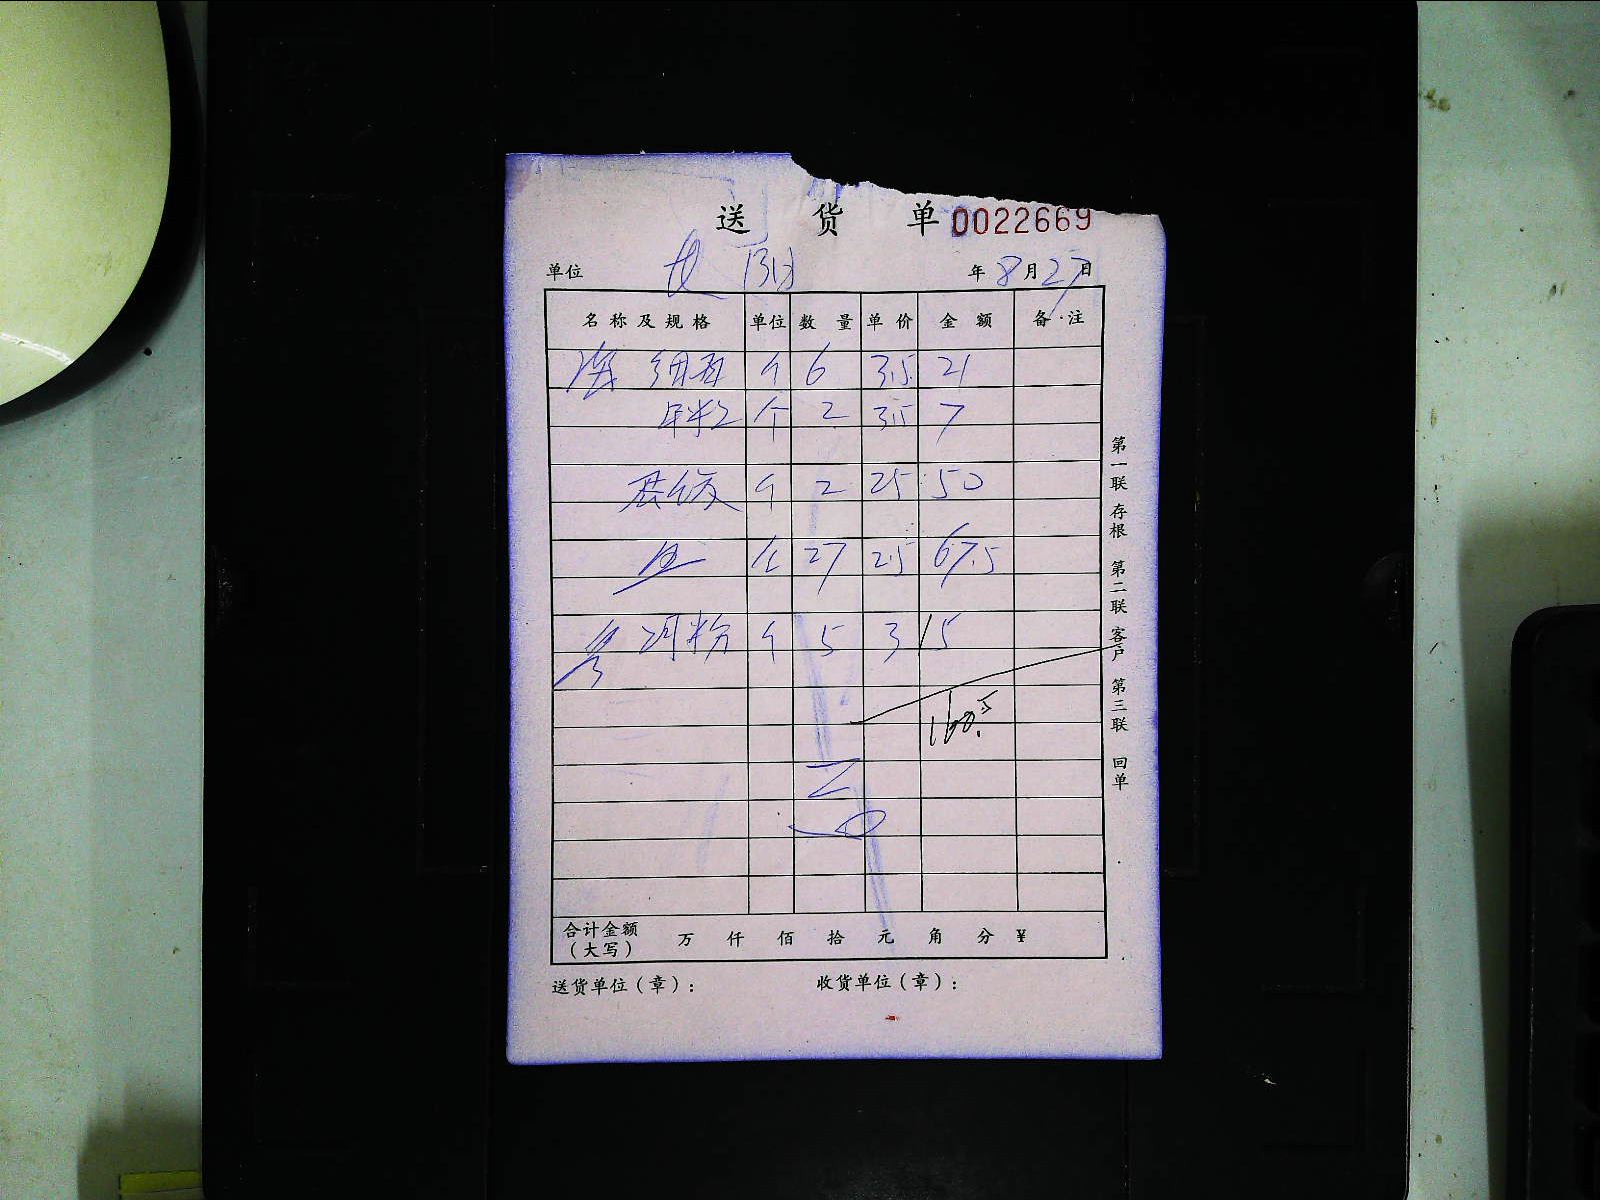 送 货 单 0022669
单位 年 8 月 27 日
名 称 及 规 格 单位 数 量 单 价 金 额 备 注
个 6 3.5 21
个 2 3.5 7
个 2 25 50
个 27 2.5 67.5
河粉 个 5 3 15
160.5
合计金额 万 仟 佰 拾 元 角 分 ¥
(大写)
送货单位(章): 收货单位(章):
第一联 存根 第二联 客户 第三联 回单